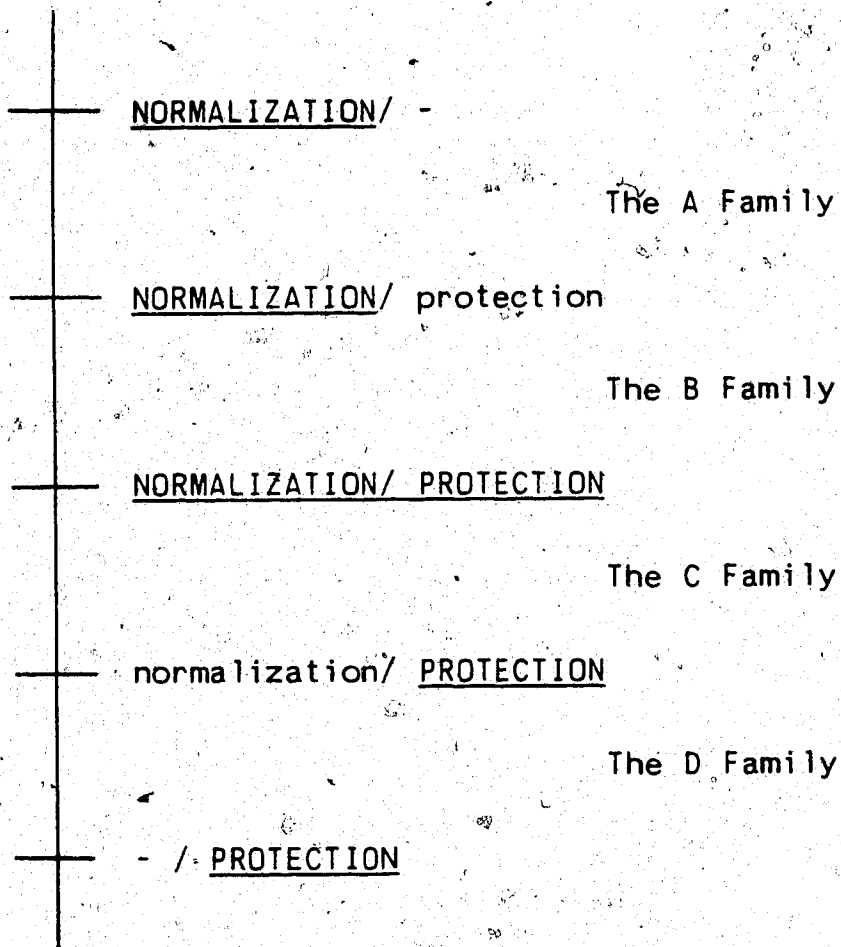 NORMALIZATION/ -
The A Family
NORMALIZATION/ protection
The B Family
NORMALIZATION/ PROTECTION
The C Family
normalization/ PROTECTION
The D Family
- / PROTECTION